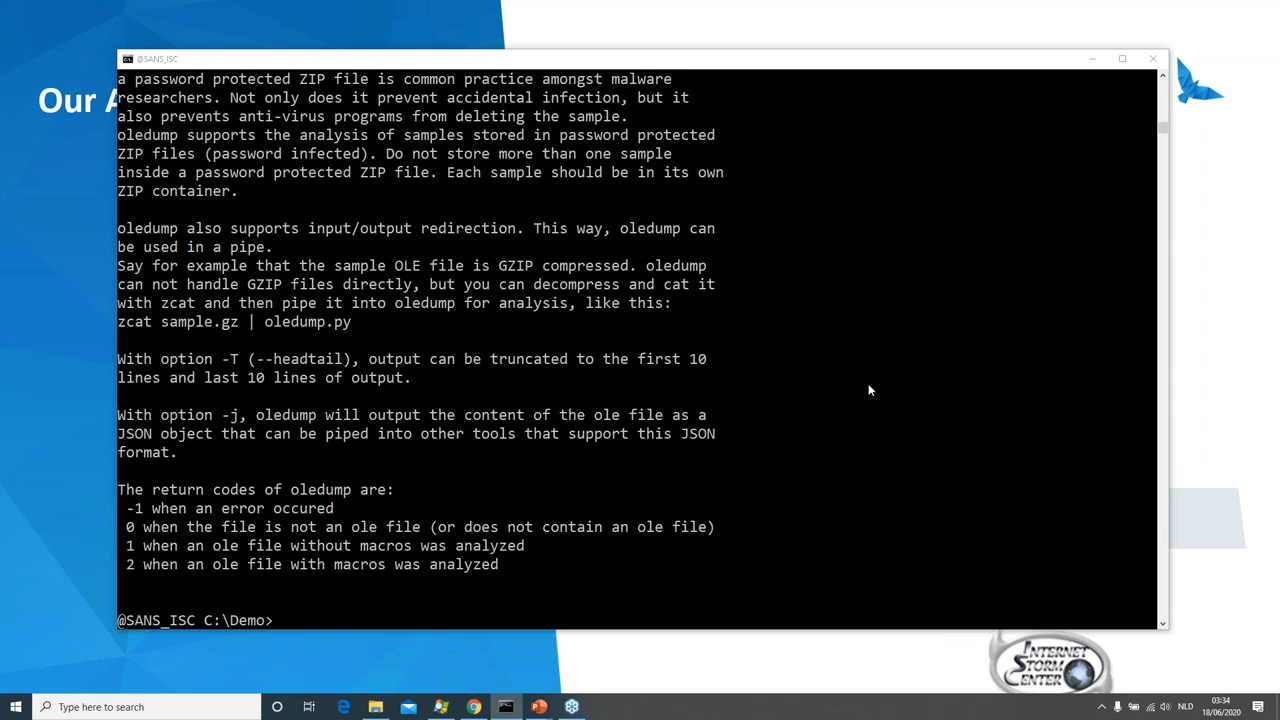 Our A
@SANS_ISC
a password protected ZIP file is common practice amongst malware
researchers. Not only does it prevent accidental infection, but it
also prevents anti-virus programs from deleting the sample.
oledump supports the analysis of samples stored in password protected
ZIP files (password infected). Do not store more than one sample
inside a password protected ZIP file. Each sample should be in its own
ZIP container.
oledump also supports input/output redirection. This way, oledump can
be used in a pipe.
Say for example that the sample OLE file is GZIP compressed. oledump
can not handle GZIP files directly, but you can decompress and cat it
with zcat and then pipe it into oledump for analysis, like this:
zcat sample.gz | oledump.py
With option -T (--headtail), output can be truncated to the first 10
lines and last 10 lines of output.
With option -j, oledump will output the content of the ole file as a
JSON object that can be piped into other tools that support this JSON
format.
The return codes of oledump are:
-1 when an error occured
0 when the file is not an ole file (or does not contain an ole file)
1 when an ole file without macros was analyzed
2 when an ole file with macros was analyzed
@SANS_ISC C:\Demo>
INTERNET
STORM
CENTER
Type here to search
NLD
03:34
18/06/2020